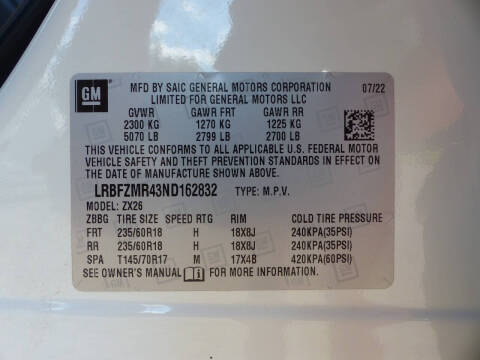 GM
MFD BY SAIC GENERAL MOTORS CORPORATION 07/22
LIMITED FOR GENERAL MOTORS LLC
GVWR GAWR FRT GAWR RR
2300 KG 1270 KG 1225 KG
5070 LB 2799 LB 2700 LB
THIS VEHICLE CONFORMS TO ALL APPLICABLE U.S. FEDERAL MOTOR
VEHICLE SAFETY AND THEFT PREVENTION STANDARDS IN EFFECT ON
THE DATE OF MANUFACTURE SHOWN ABOVE.
LRBFZMR43ND162832 TYPE: M.P.V.
MODEL: ZX26
ZBBG TIRE SIZE SPEED RTG RIM COLD TIRE PRESSURE
FRT 235/60R18 H 18X8J 240KPA(35PSI)
RR 235/60R18 H 18X8J 240KPA(35PSI)
SPA T145/70R17 M 17X4B 420KPA(60PSI)
SEE OWNER'S MANUAL FOR MORE INFORMATION.